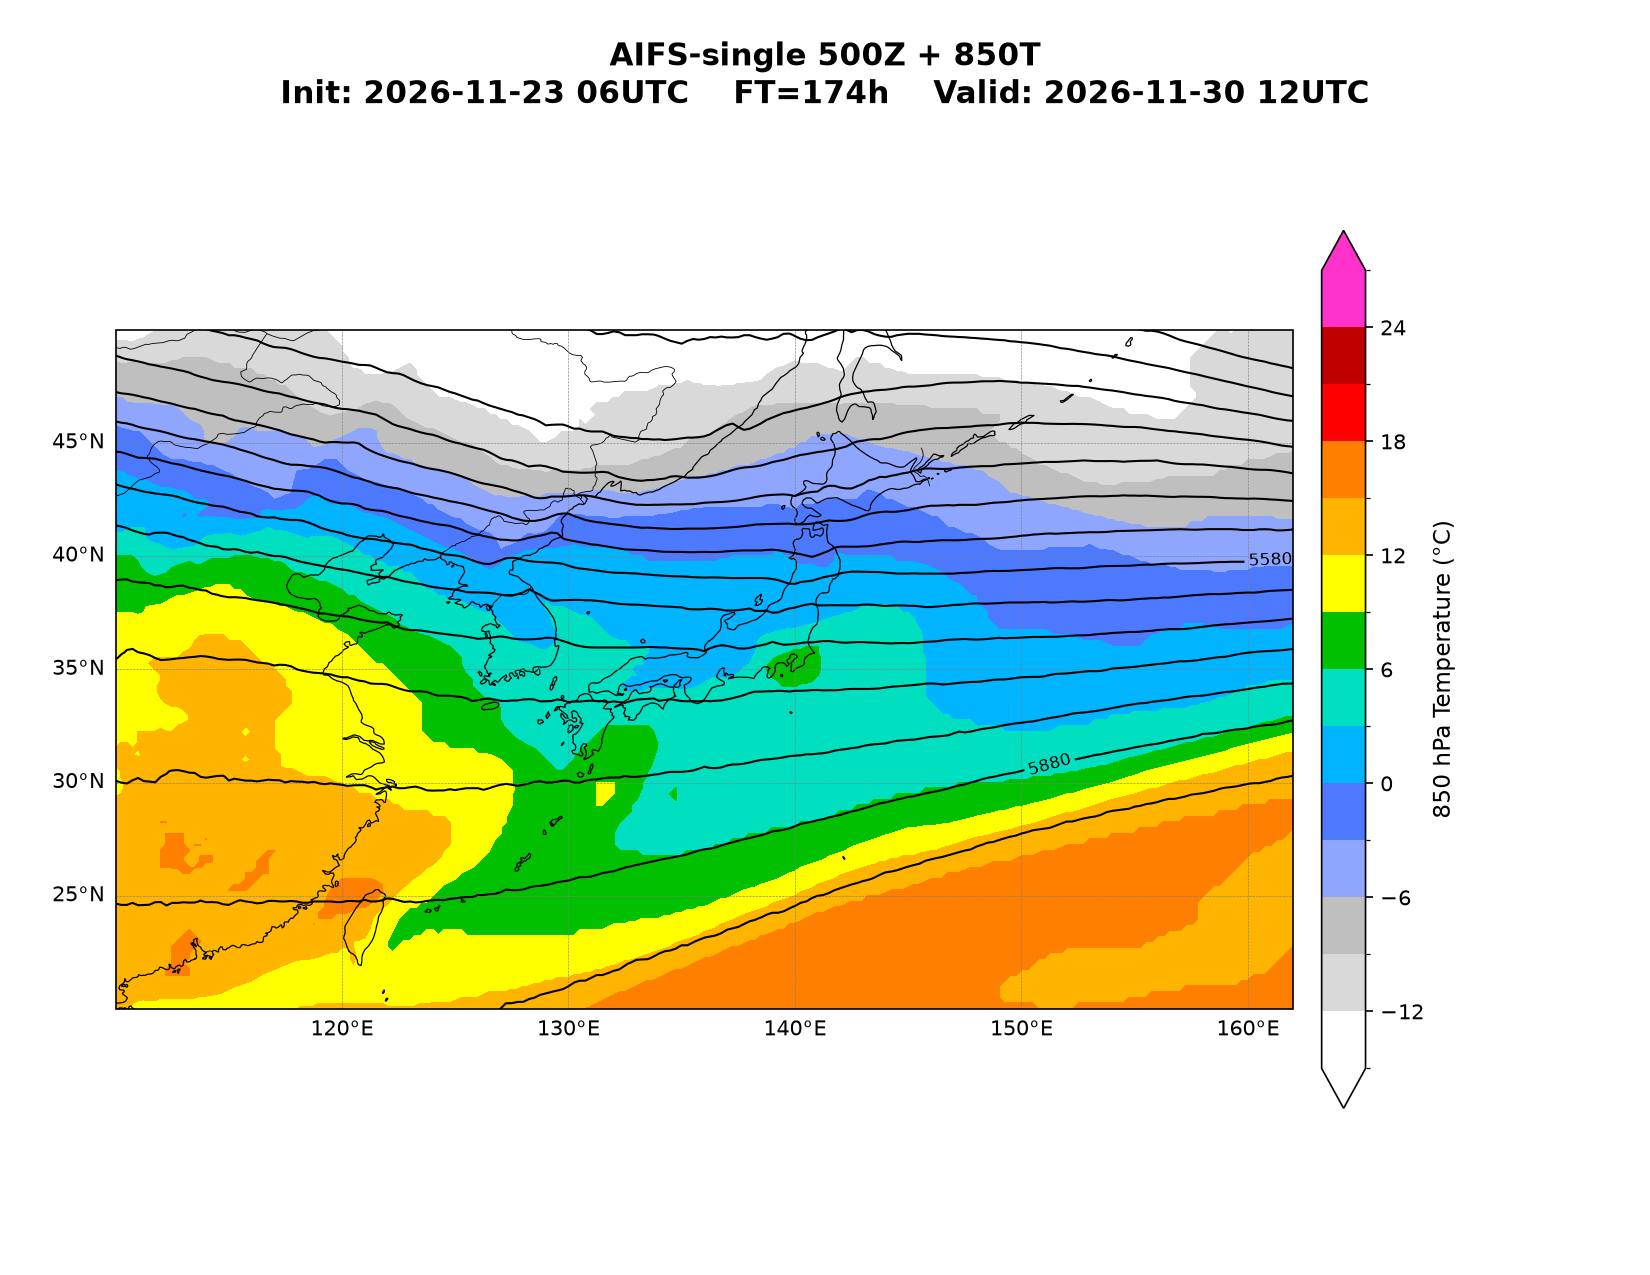 AIFS-single 500Z + 850T
Init: 2026-11-23 06UTC    FT=174h    Valid: 2026-11-30 12UTC
24
18
12
6
0
−6
−12
850 hPa Temperature (°C)
45°N
40°N
35°N
30°N
25°N
5580
5880
120°E
130°E
140°E
150°E
160°E